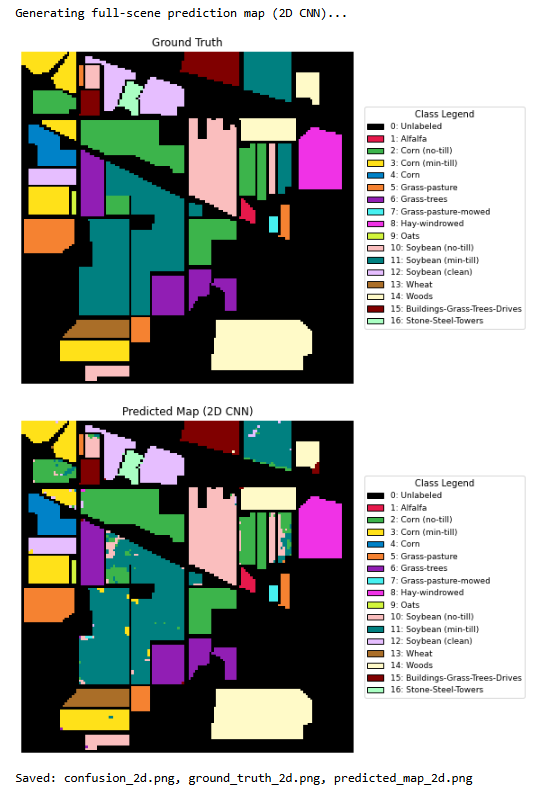 Generating full-scene prediction map (2D CNN)...
Ground Truth
Class Legend
0: Unlabeled
1: Alfalfa
2: Corn (no-till)
3: Corn (min-till)
4: Corn
5: Grass-pasture
6: Grass-trees
7: Grass-pasture-mowed
8: Hay-windrowed
9: Oats
10: Soybean (no-till)
11: Soybean (min-till)
12: Soybean (clean)
13: Wheat
14: Woods
15: Buildings-Grass-Trees-Drives
16: Stone-Steel-Towers
Predicted Map (2D CNN)
Class Legend
0: Unlabeled
1: Alfalfa
2: Corn (no-till)
3: Corn (min-till)
4: Corn
5: Grass-pasture
6: Grass-trees
7: Grass-pasture-mowed
8: Hay-windrowed
9: Oats
10: Soybean (no-till)
11: Soybean (min-till)
12: Soybean (clean)
13: Wheat
14: Woods
15: Buildings-Grass-Trees-Drives
16: Stone-Steel-Towers
Saved: confusion_2d.png, ground_truth_2d.png, predicted_map_2d.png